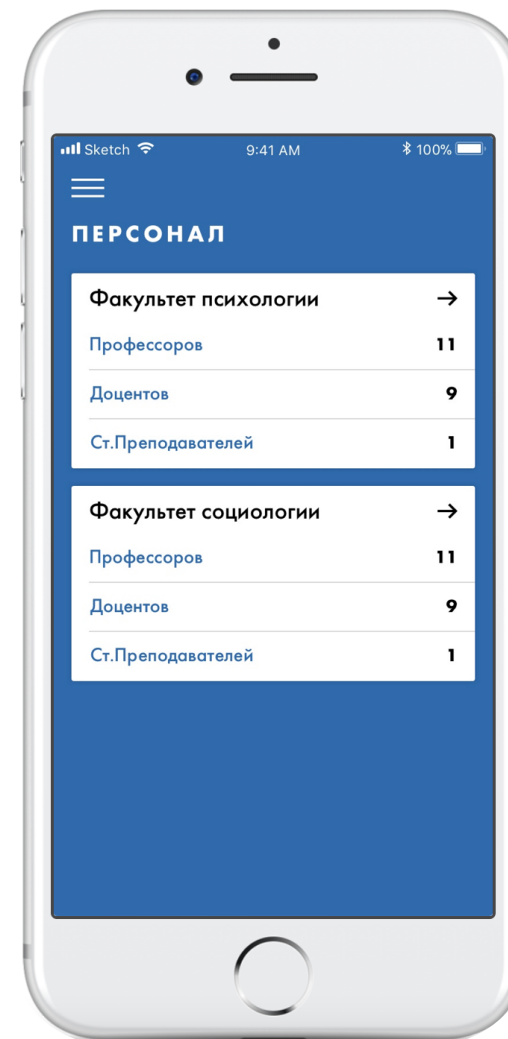 Sketch 9:41 AM 100%
ПЕРСОНАЛ
Факультет психологии →
Профессоров 11
Доцентов 9
Ст.Преподавателей 1
Факультет социологии →
Профессоров 11
Доцентов 9
Ст.Преподавателей 1